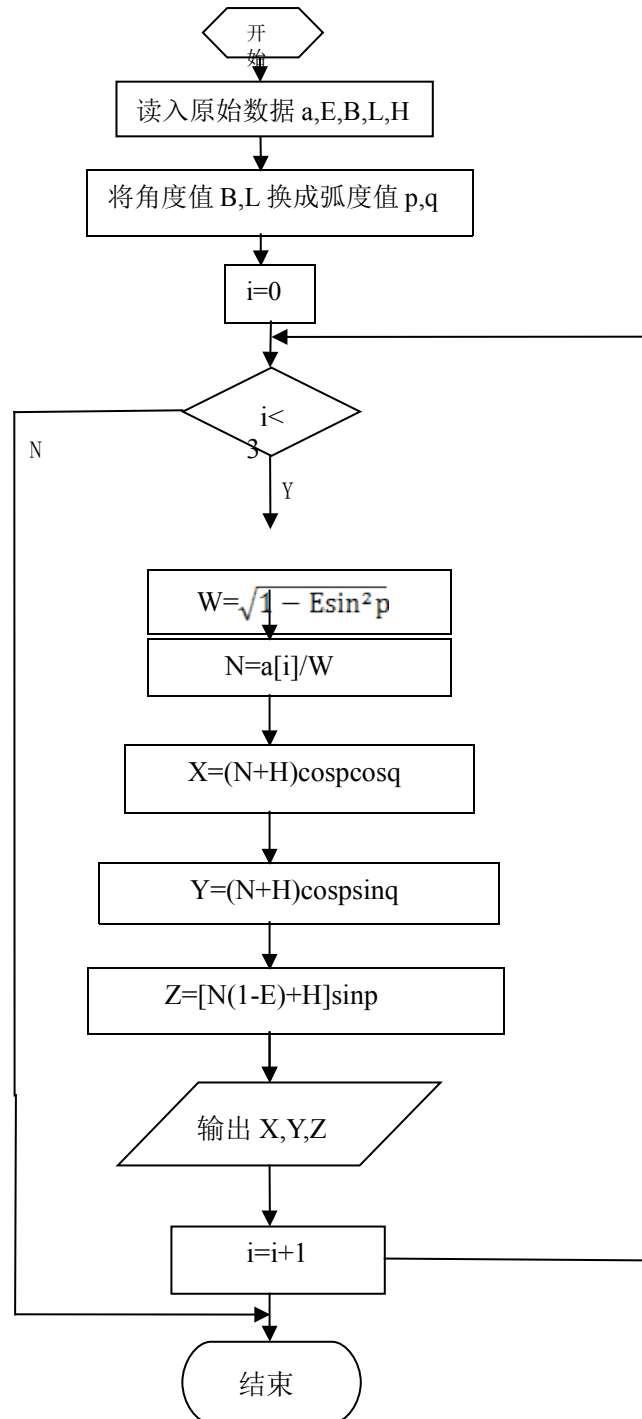 开
始
读入原始数据 a,E,B,L,H
将角度值 B,L 换成弧度值 p,q
i=0
i<
3
N
Y
W=√1 − Esin²p
N=a[i]/W
X=(N+H)cospcosq
Y=(N+H)cospsinq
Z=[N(1-E)+H]sinp
输出 X,Y,Z
i=i+1
结束